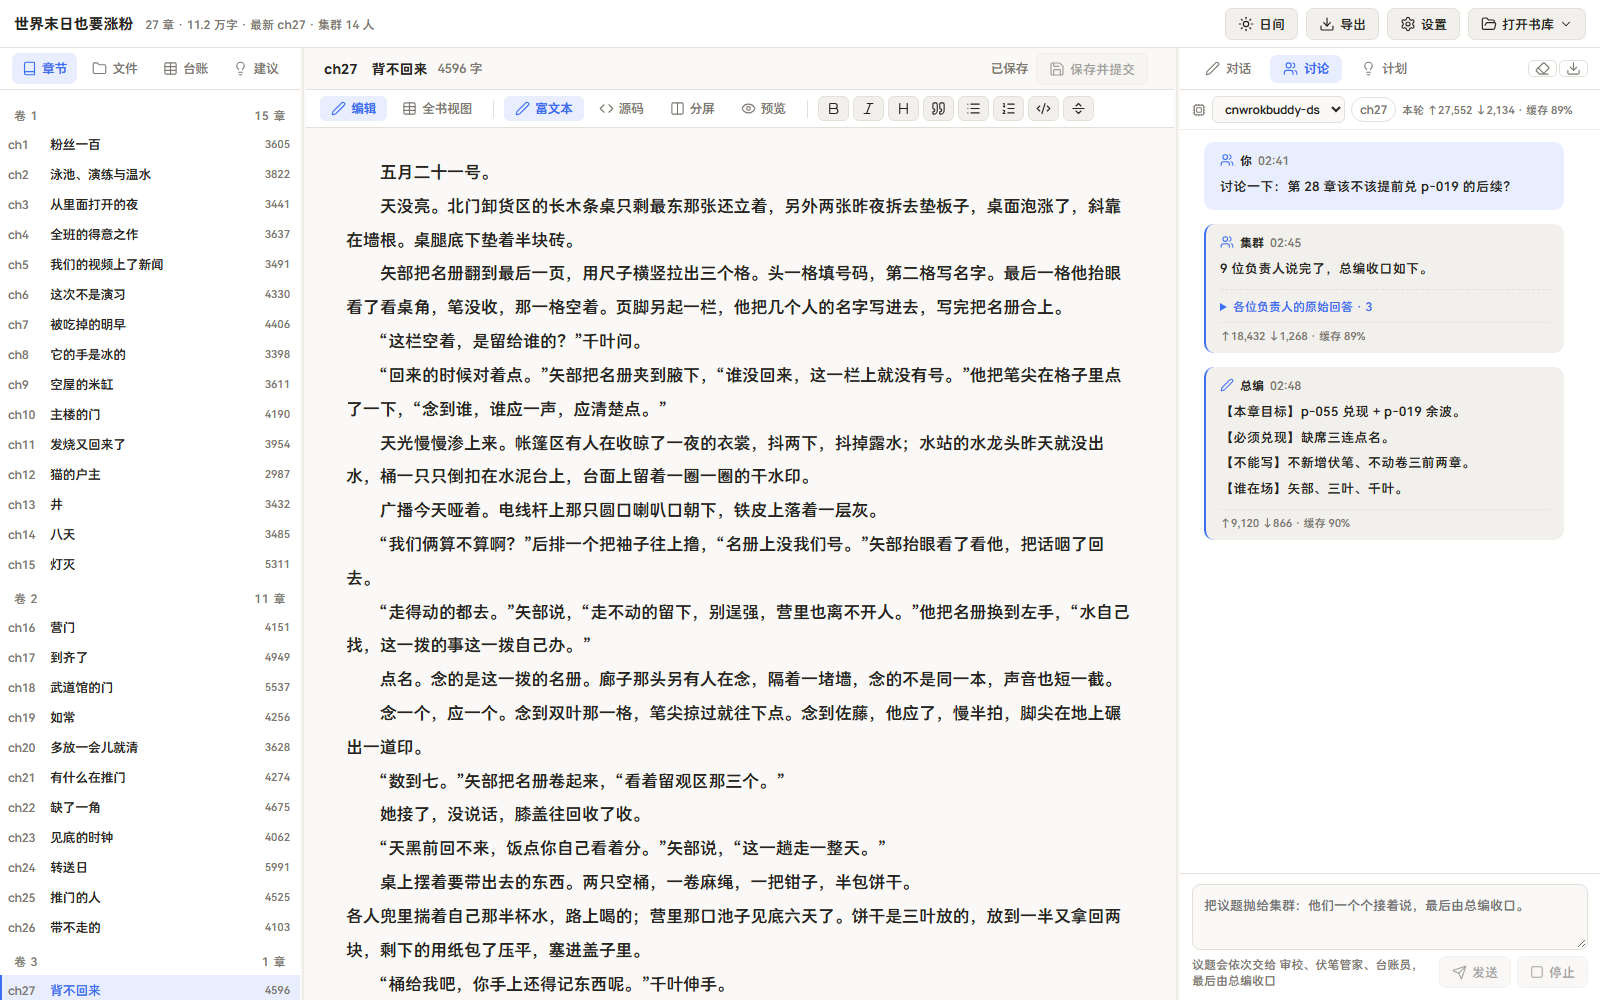 世界末日也要涨粉 27 章 · 11.2 万字 · 最新 ch27 · 集群 14 人
日间 导出 设置 打开书库
章节 文件 台账 建议
卷 1 15 章
ch1 粉丝一百 3605
ch2 泳池、演练与温水 3822
ch3 从里面打开的夜 3441
ch4 全班的得意之作 3637
ch5 我们的视频上了新闻 3491
ch6 这次不是演习 4330
ch7 被吃掉的明早 4406
ch8 它的手是冰的 3398
ch9 空屋的米缸 3611
ch10 主楼的门 4190
ch11 发烧又回来了 3954
ch12 猫的户主 2987
ch13 井 3432
ch14 八天 3485
ch15 灯灭 5311
卷 2 11 章
ch16 营门 4151
ch17 到齐了 4949
ch18 武道馆的门 5537
ch19 如常 4256
ch20 多放一会儿就清 3628
ch21 有什么在推门 4274
ch22 缺了一角 4675
ch23 见底的时钟 4062
ch24 转送日 5991
ch25 推门的人 4525
ch26 带不走的 4103
卷 3 1 章
ch27 背不回来 4596
ch27 背不回来 4596 字 已保存 保存并提交
编辑 全书视图 富文本 源码 分屏 预览
五月二十一号。
天没亮。北门卸货区的长木条桌只剩最东那张还立着，另外两张昨夜拆去垫板子，桌面泡涨了，斜靠
在墙根。桌腿底下垫着半块砖。
矢部把名册翻到最后一页，用尺子横竖拉出三个格。头一格填号码，第二格写名字。最后一格他抬眼
看了看桌角，笔没收，那一格空着。页脚另起一栏，他把几个人的名字写进去，写完把名册合上。
“这栏空着，是留给谁的？”千叶问。
“回来的时候对着点。”矢部把名册夹到腋下，“谁没回来，这一栏上就没有号。”他把笔尖在格子里点
了一下，“念到谁，谁应一声，应清楚点。”
天光慢慢渗上来。帐篷区有人在收晾了一夜的衣裳，抖两下，抖掉露水；水站的水龙头昨天就没出
水，桶一只只倒扣在水泥台上，台面上留着一圈一圈的干水印。
广播今天哑着。电线杆上那只圆口喇叭口朝下，铁皮上落着一层灰。
“我们俩算不算啊？”后排一个把袖子往上撸，“名册上没我们号。”矢部抬眼看了看他，把话咽了回
去。
“走得动的都去。”矢部说，“走不动的留下，别逞强，营里也离不开人。”他把名册换到左手，“水自己
找，这一拨的事这一拨自己办。”
点名。念的是这一拨的名册。廊子那头另有人在念，隔着一堵墙，念的不是同一本，声音也短一截。
念一个，应一个。念到双叶那一格，笔尖掠过就往下点。念到佐藤，他应了，慢半拍，脚尖在地上碾
出一道印。
“数到七。”矢部把名册卷起来，“看着留观区那三个。”
她接了，没说话，膝盖往回收了收。
“天黑前回不来，饭点你自己看着分。”矢部说，“这一趟走一整天。”
桌上摆着要带出去的东西。两只空桶，一卷麻绳，一把钳子，半包饼干。
各人兜里揣着自己那半杯水，路上喝的；营里那口池子见底六天了。饼干是三叶放的，放到一半又拿回两
块，剩下的用纸包了压平，塞进盖子里。
“桶给我吧，你手上还得记东西呢。”千叶伸手。
对话 讨论 计划
cnwrokbuddy-ds ch27 本轮 ↑27,552 ↓2,134 · 缓存 89%
你 02:41
讨论一下：第 28 章该不该提前兑 p-019 的后续？
集群 02:45
9 位负责人说完了，总编收口如下。
各位负责人的原始回答 · 3
↑18,432 ↓1,268 · 缓存 89%
总编 02:48
【本章目标】p-055 兑现 + p-019 余波。
【必须兑现】缺席三连点名。
【不能写】不新增伏笔、不动卷三前两章。
【谁在场】矢部、三叶、千叶。
↑9,120 ↓866 · 缓存 90%
把议题抛给集群：他们一个个接着说，最后由总编收口。
议题会依次交给 审校、伏笔管家、台账员，
最后由总编收口
发送 停止